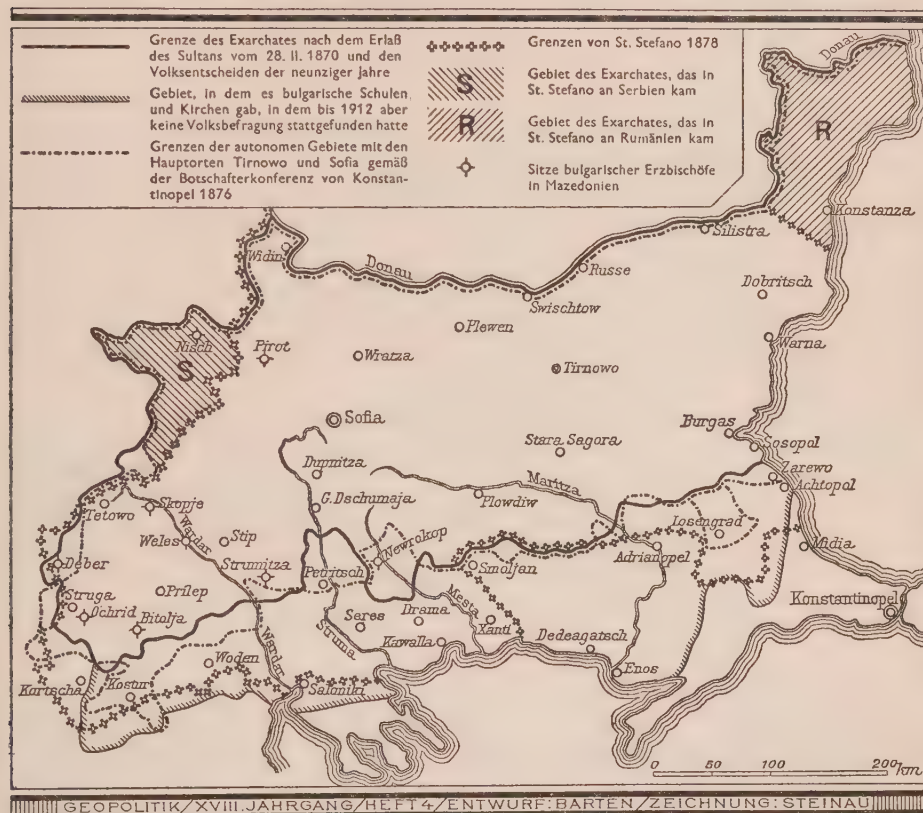 Grenze des Exarchates nach dem Erlaß
des Sultans vom 28. II. 1870 und den
Volksentscheiden der neunziger Jahre
Gebiet, in dem es bulgarische Schulen
und Kirchen gab, in dem bis 1912 aber
keine Volksbefragung stattgefunden hatte
Grenzen der autonomen Gebiete mit den
Hauptorten Tirnowo und Sofia gemäß
der Botschafterkonferenz von Konstan-
tinopel 1876
Grenzen von St. Stefano 1878
S
Gebiet des Exarchates, das in
St. Stefano an Serbien kam
R
Gebiet des Exarchates, das in
St. Stefano an Rumänien kam
Sitze bulgarischer Erzbischöfe
in Mazedonien
Donau
R
Konstanza
Silistra
Widin
Donau
Russe
Dobritsch
Swischtow
Plewen
Nisch
Pirot
Wratza
Warna
S
Tirnowo
Sofia
Burgas
Stara Sagora
Sosopol
Dupnitza
Maritza
Zarewo
Achtopol
Tetowo
Skopje
G. Dschumaja
Plowdiw
Losengrad
Wardar
Weles
Stip
Newrokop
Adrianopel
Midia
Deber
Strumitza
Petritsch
Smoljan
Struga
Prilep
Ochrid
Bitolja
Seres
Drama
Mesta
Xanti
Konstantinopel
Struma
Kawalla
Dedeagatsch
Wardar
Woden
Enos
Kortscha
Kostur
Saloniki
0 50 100 200 km
GEOPOLITIK/XVIII.JAHRGANG/HEFT 4/ENTWURF:BARTEN/ZEICHNUNG:STEINAU